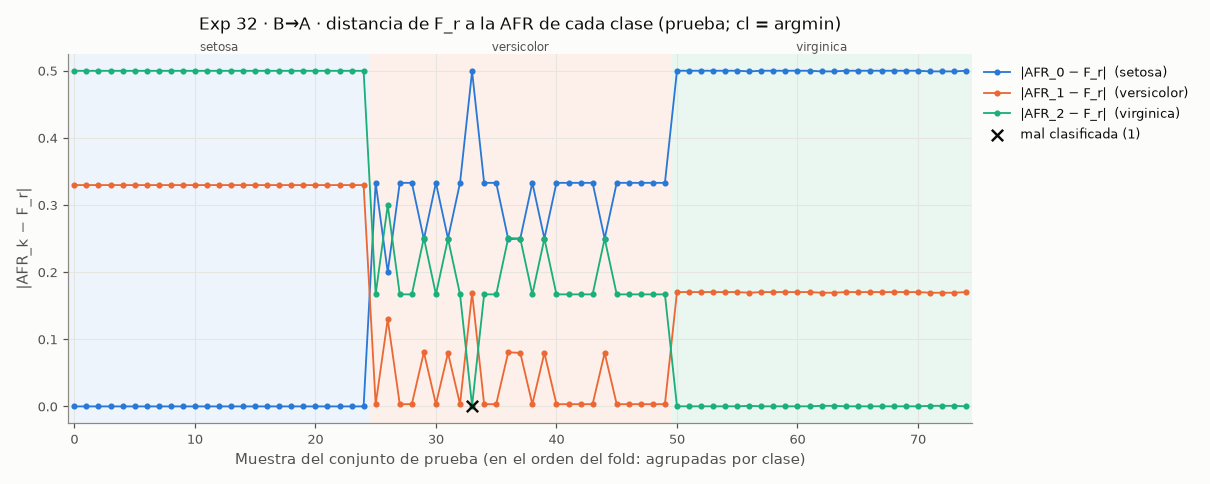 Exp 32 · B→A · distancia de F_r a la AFR de cada clase (prueba; cl = argmin)
setosa versicolor virginica
|AFR_0 − F_r| (setosa)
|AFR_1 − F_r| (versicolor)
|AFR_2 − F_r| (virginica)
mal clasificada (1)
|AFR_k − F_r|
0.5
0.4
0.3
0.2
0.1
0.0
0 10 20 30 40 50 60 70
Muestra del conjunto de prueba (en el orden del fold: agrupadas por clase)